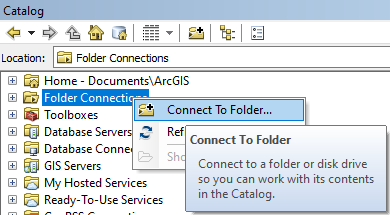 Catalog
Location: Folder Connections
Home - Documents\ArcGIS
Folder Connections
Connect To Folder...
Toolboxes
Database Servers
Ref
Connect To Folder
Database
Sho
Connect to a folder or disk drive
GIS Servers
so you can work with its contents
My Hosted Services
in the Catalog.
Ready-To-Use Services